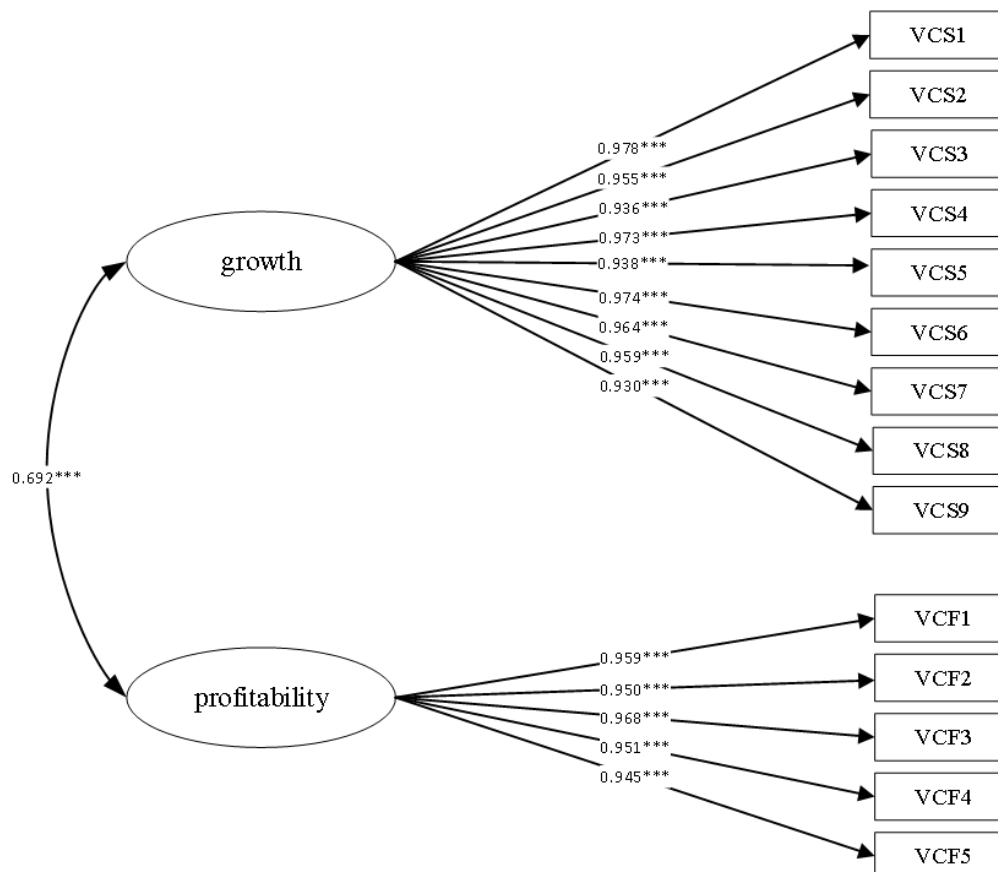 VCS1
VCS2
0.978***
VCS3
0.955***
0.936***
VCS4
0.973***
growth
0.938***
VCS5
0.974***
0.964***
VCS6
0.959***
0.930***
VCS7
VCS8
0.692***
VCS9
VCF1
0.959***
VCF2
0.950***
profitability
0.968***
VCF3
0.951***
0.945***
VCF4
VCF5